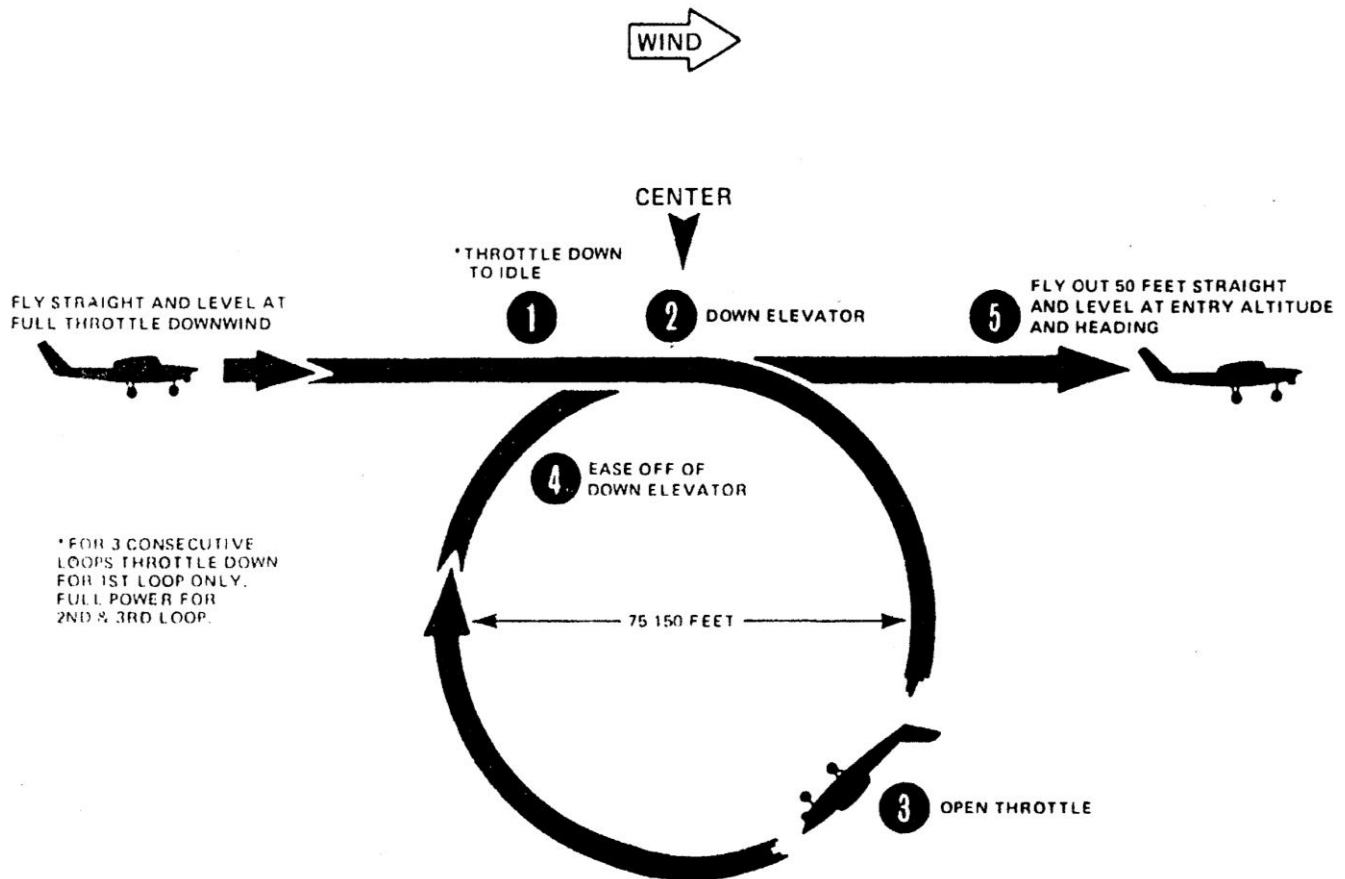 WIND
CENTER
*THROTTLE DOWN
TO IDLE
FLY STRAIGHT AND LEVEL AT
FULL THROTTLE DOWNWIND
1
2
DOWN ELEVATOR
5
FLY OUT 50 FEET STRAIGHT
AND LEVEL AT ENTRY ALTITUDE
AND HEADING
4
EASE OFF OF
DOWN ELEVATOR
*FOR 3 CONSECUTIVE
LOOPS THROTTLE DOWN
FOR 1ST LOOP ONLY.
FULL POWER FOR
2ND & 3RD LOOP.
75 150 FEET
3
OPEN THROTTLE